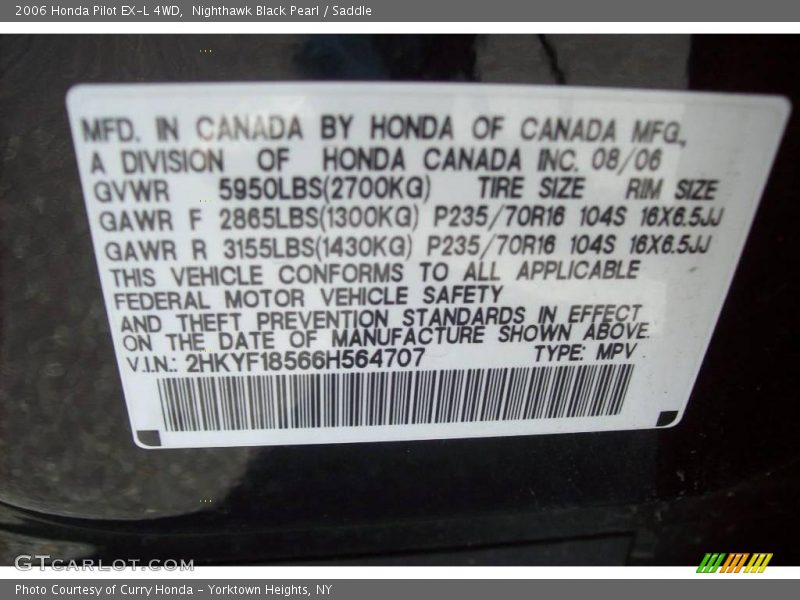 2006 Honda Pilot EX-L 4WD,  Nighthawk Black Pearl / Saddle
MFD. IN CANADA BY HONDA OF CANADA MFG.,
A DIVISION OF HONDA CANADA INC. 08/06
GVWR 5950LBS(2700KG) TIRE SIZE RIM SIZE
GAWR F 2865LBS(1300KG) P235/70R16 104S 16X6.5JJ
GAWR R 3155LBS(1430KG) P235/70R16 104S 16X6.5JJ
THIS VEHICLE CONFORMS TO ALL APPLICABLE
FEDERAL MOTOR VEHICLE SAFETY
AND THEFT PREVENTION STANDARDS IN EFFECT
ON THE DATE OF MANUFACTURE SHOWN ABOVE.
V.I.N.: 2HKYF18566H564707 TYPE: MPV
GTCARLOT.COM
Photo Courtesy of Curry Honda - Yorktown Heights, NY